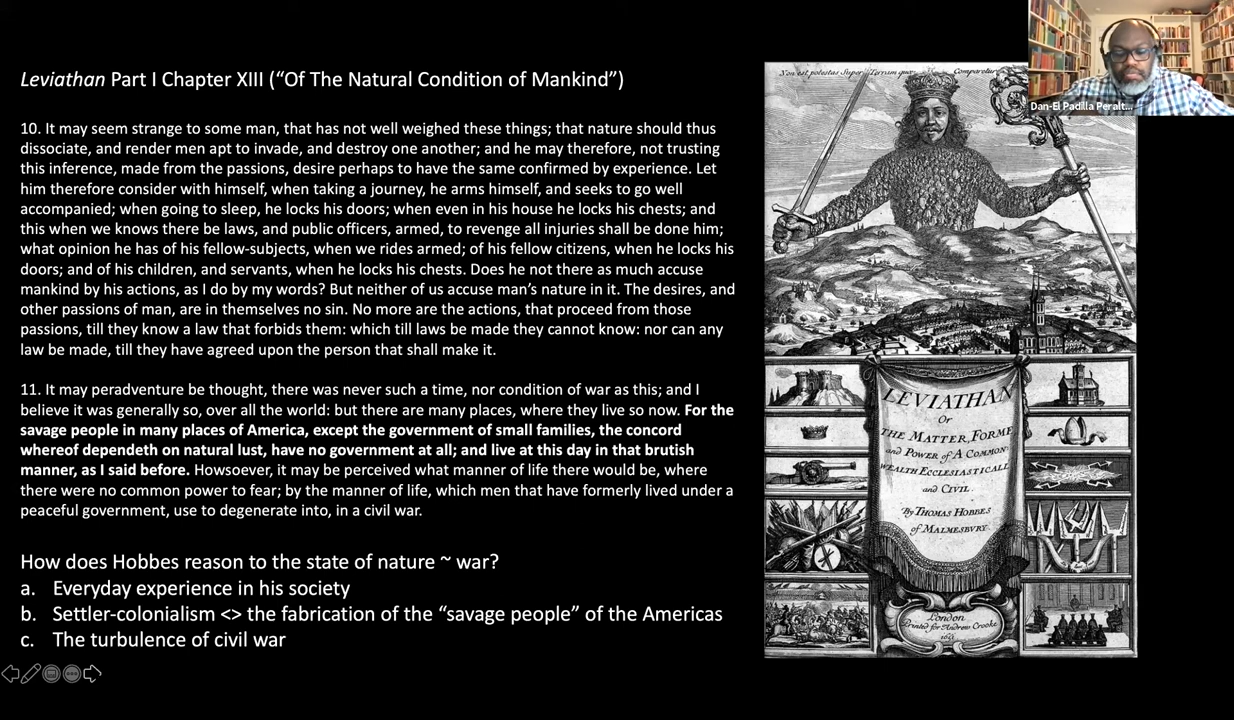 Leviathan Part I Chapter XIII (“Of The Natural Condition of Mankind”)
10. It may seem strange to some man, that has not well weighed these things; that nature should thus
dissociate, and render men apt to invade, and destroy one another; and he may therefore, not trusting
this inference, made from the passions, desire perhaps to have the same confirmed by experience. Let
him therefore consider with himself, when taking a journey, he arms himself, and seeks to go well
accompanied; when going to sleep, he locks his doors; when even in his house he locks his chests; and
this when we knows there be laws, and public officers, armed, to revenge all injuries shall be done him;
what opinion he has of his fellow-subjects, when we rides armed; of his fellow citizens, when he locks his
doors; and of his children, and servants, when he locks his chests. Does he not there as much accuse
mankind by his actions, as I do by my words? But neither of us accuse man’s nature in it. The desires, and
other passions of man, are in themselves no sin. No more are the actions, that proceed from those
passions, till they know a law that forbids them: which till laws be made they cannot know: nor can any
law be made, till they have agreed upon the person that shall make it.
11. It may peradventure be thought, there was never such a time, nor condition of war as this; and I
believe it was generally so, over all the world: but there are many places, where they live so now. For the
savage people in many places of America, except the government of small families, the concord
whereof dependeth on natural lust, have no government at all; and live at this day in that brutish
manner, as I said before. Howsoever, it may be perceived what manner of life there would be, where
there were no common power to fear; by the manner of life, which men that have formerly lived under a
peaceful government, use to degenerate into, in a civil war.
How does Hobbes reason to the state of nature ~ war?
a. Everyday experience in his society
b. Settler-colonialism <> the fabrication of the “savage people” of the Americas
c. The turbulence of civil war
Dan-El Padilla Peralt...
Non est potestas Super Terram quae Comparetur
LEVIATHAN
Or
THE MATTER, FORME
and POWER of A COMMON
WEALTH ECCLESIASTICALL
and CIVIL.
By THOMAS HOBBES
of MALMESBURY.
London
Printed for Andrew Crooke